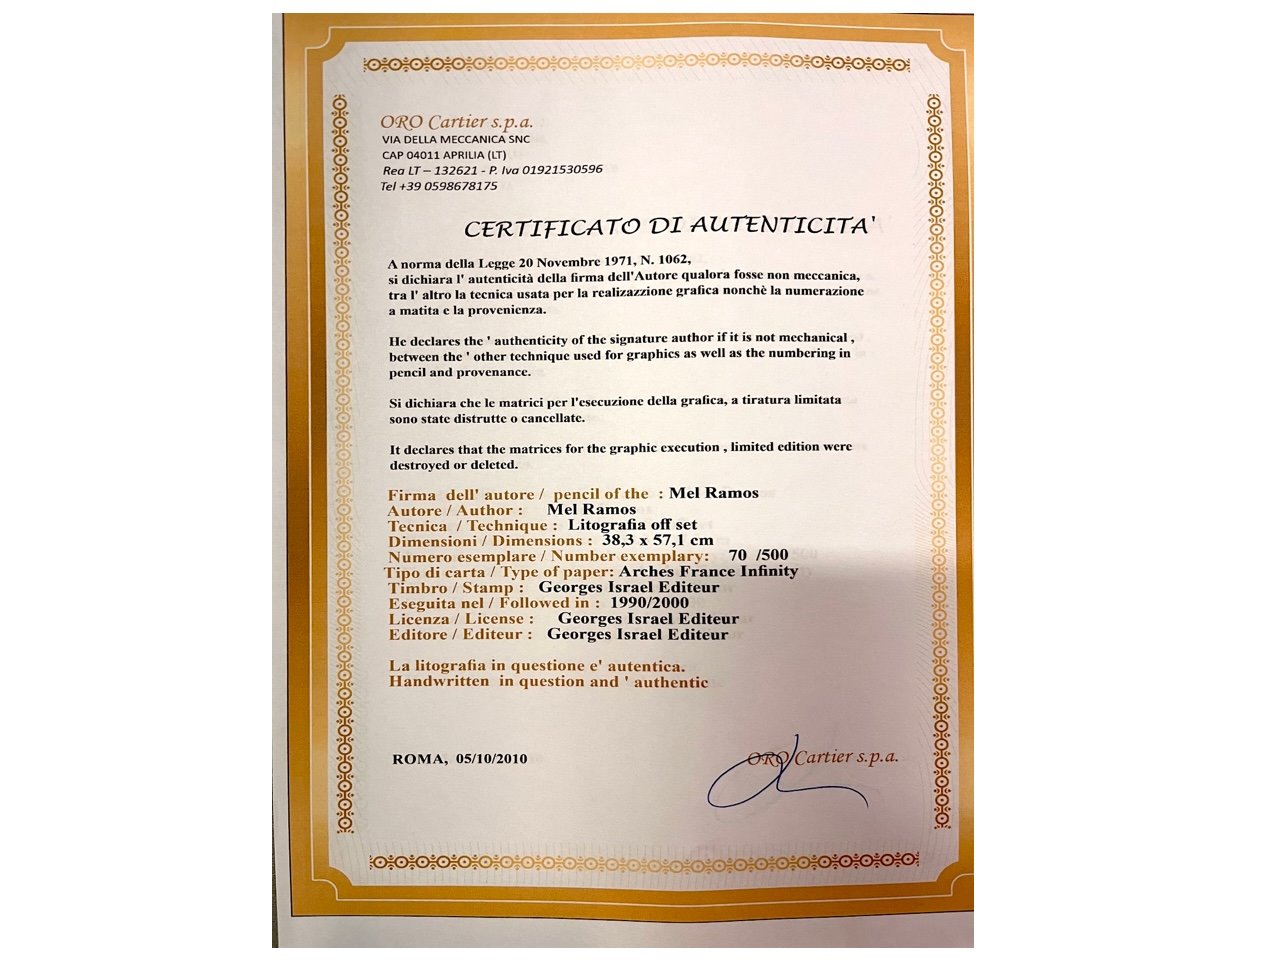 ORO Cartier s.p.a.
VIA DELLA MECCANICA SNC
CAP 04011 APRILIA (LT)
Rea LT – 132621 - P. Iva 01921530596
Tel +39 0598678175
CERTIFICATO DI AUTENTICITA'
A norma della Legge 20 Novembre 1971, N. 1062,
si dichiara l' autenticità della firma dell'Autore qualora fosse non meccanica,
tra l' altro la tecnica usata per la realizazzione grafica nonchè la numerazione
a matita e la provenienza.
He declares the ' authenticity of the signature author if it is not mechanical ,
between the ' other technique used for graphics as well as the numbering in
pencil and provenance.
Si dichiara che le matrici per l'esecuzione della grafica, a tiratura limitata
sono state distrutte o cancellate.
It declares that the matrices for the graphic execution , limited edition were
destroyed or deleted.
Firma dell' autore / pencil of the : Mel Ramos
Autore / Author : Mel Ramos
Tecnica / Technique : Litografia off set
Dimensioni / Dimensions : 38,3 x 57,1 cm
Numero esemplare / Number exemplary: 70 /500
Tipo di carta / Type of paper: Arches France Infinity
Timbro / Stamp : Georges Israel Editeur
Eseguita nel / Followed in : 1990/2000
Licenza / License : Georges Israel Editeur
Editore / Editeur : Georges Israel Editeur
La litografia in questione e' autentica.
Handwritten in question and ' authentic
ROMA, 05/10/2010
ORO Cartier s.p.a.